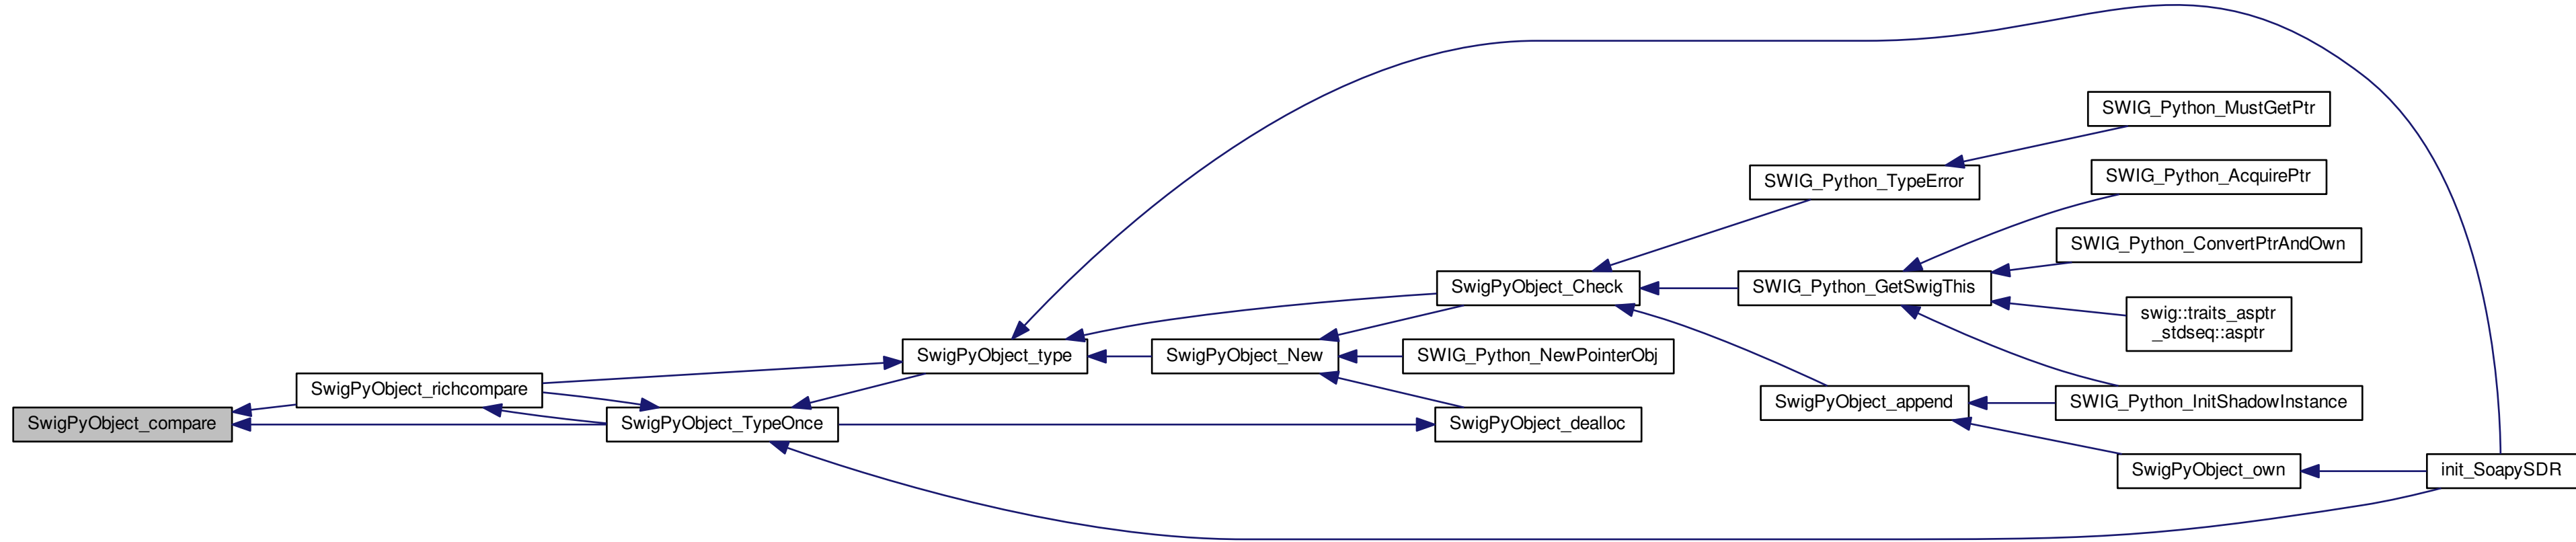 SwigPyObject_compare
SwigPyObject_richcompare
SwigPyObject_TypeOnce
SwigPyObject_type
SwigPyObject_New
SwigPyObject_Check
SWIG_Python_NewPointerObj
SwigPyObject_dealloc
SWIG_Python_TypeError
SWIG_Python_GetSwigThis
SwigPyObject_append
SWIG_Python_MustGetPtr
SWIG_Python_AcquirePtr
SWIG_Python_ConvertPtrAndOwn
swig::traits_asptr
_stdseq::asptr
SWIG_Python_InitShadowInstance
SwigPyObject_own
init_SoapySDR